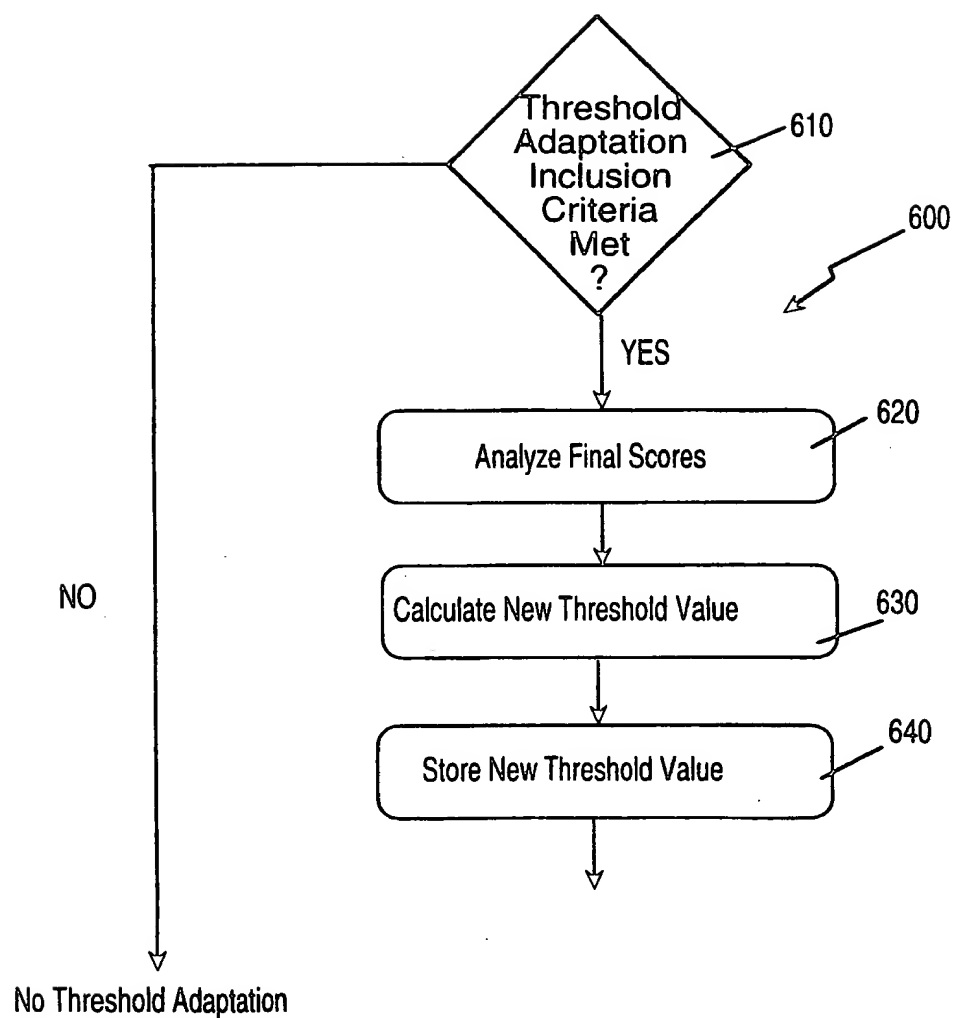 Threshold
Adaptation
Inclusion
Criteria
Met
?
610
600
YES
620
Analyze Final Scores
NO
Calculate New Threshold Value
630
640
Store New Threshold Value
No Threshold Adaptation